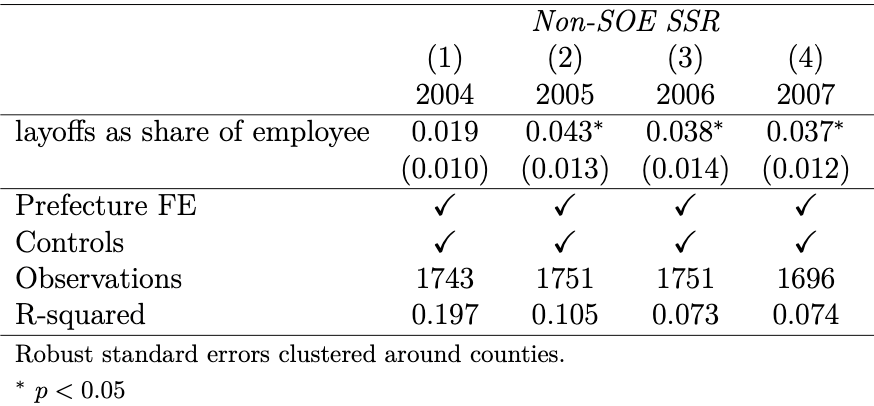 Non-SOE SSR
(1) (2) (3) (4)
2004 2005 2006 2007
layoffs as share of employee 0.019 0.043* 0.038* 0.037*
(0.010) (0.013) (0.014) (0.012)
Prefecture FE ✓ ✓ ✓ ✓
Controls ✓ ✓ ✓ ✓
Observations 1743 1751 1751 1696
R-squared 0.197 0.105 0.073 0.074
Robust standard errors clustered around counties.
* p < 0.05